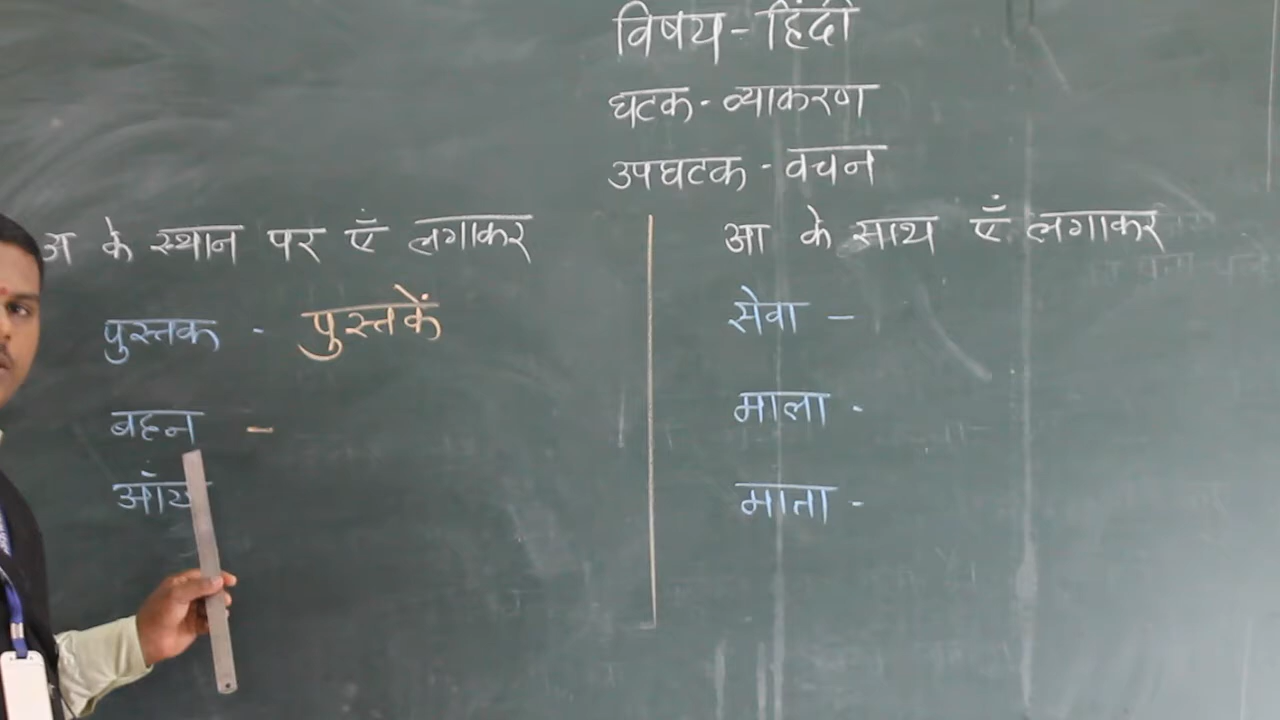 विषय - हिंदी
घटक - व्याकरण
उपघटक - वचन
अ के स्थान पर एँ लगाकर
पुस्तक - पुस्तकें
बहन -
आ के साथ एँ लगाकर
सेवा -
माला -
माता -